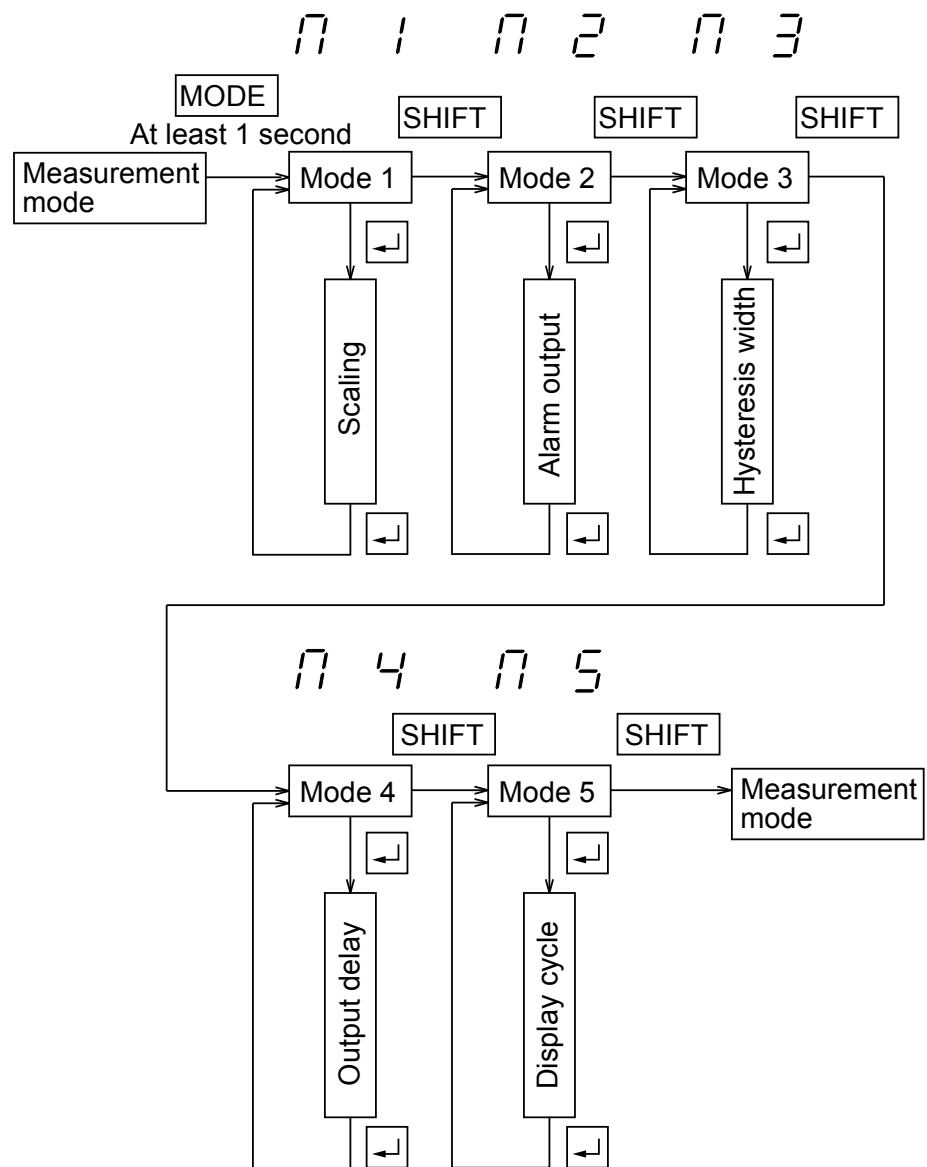 П 1 П 2 П 3
MODE
At least 1 second
SHIFT SHIFT SHIFT
Measurement
mode
Mode 1 Mode 2 Mode 3
Scaling
Alarm output
Hysteresis width
П 4 П 5
SHIFT SHIFT
Mode 4 Mode 5
Measurement
mode
Output delay
Display cycle